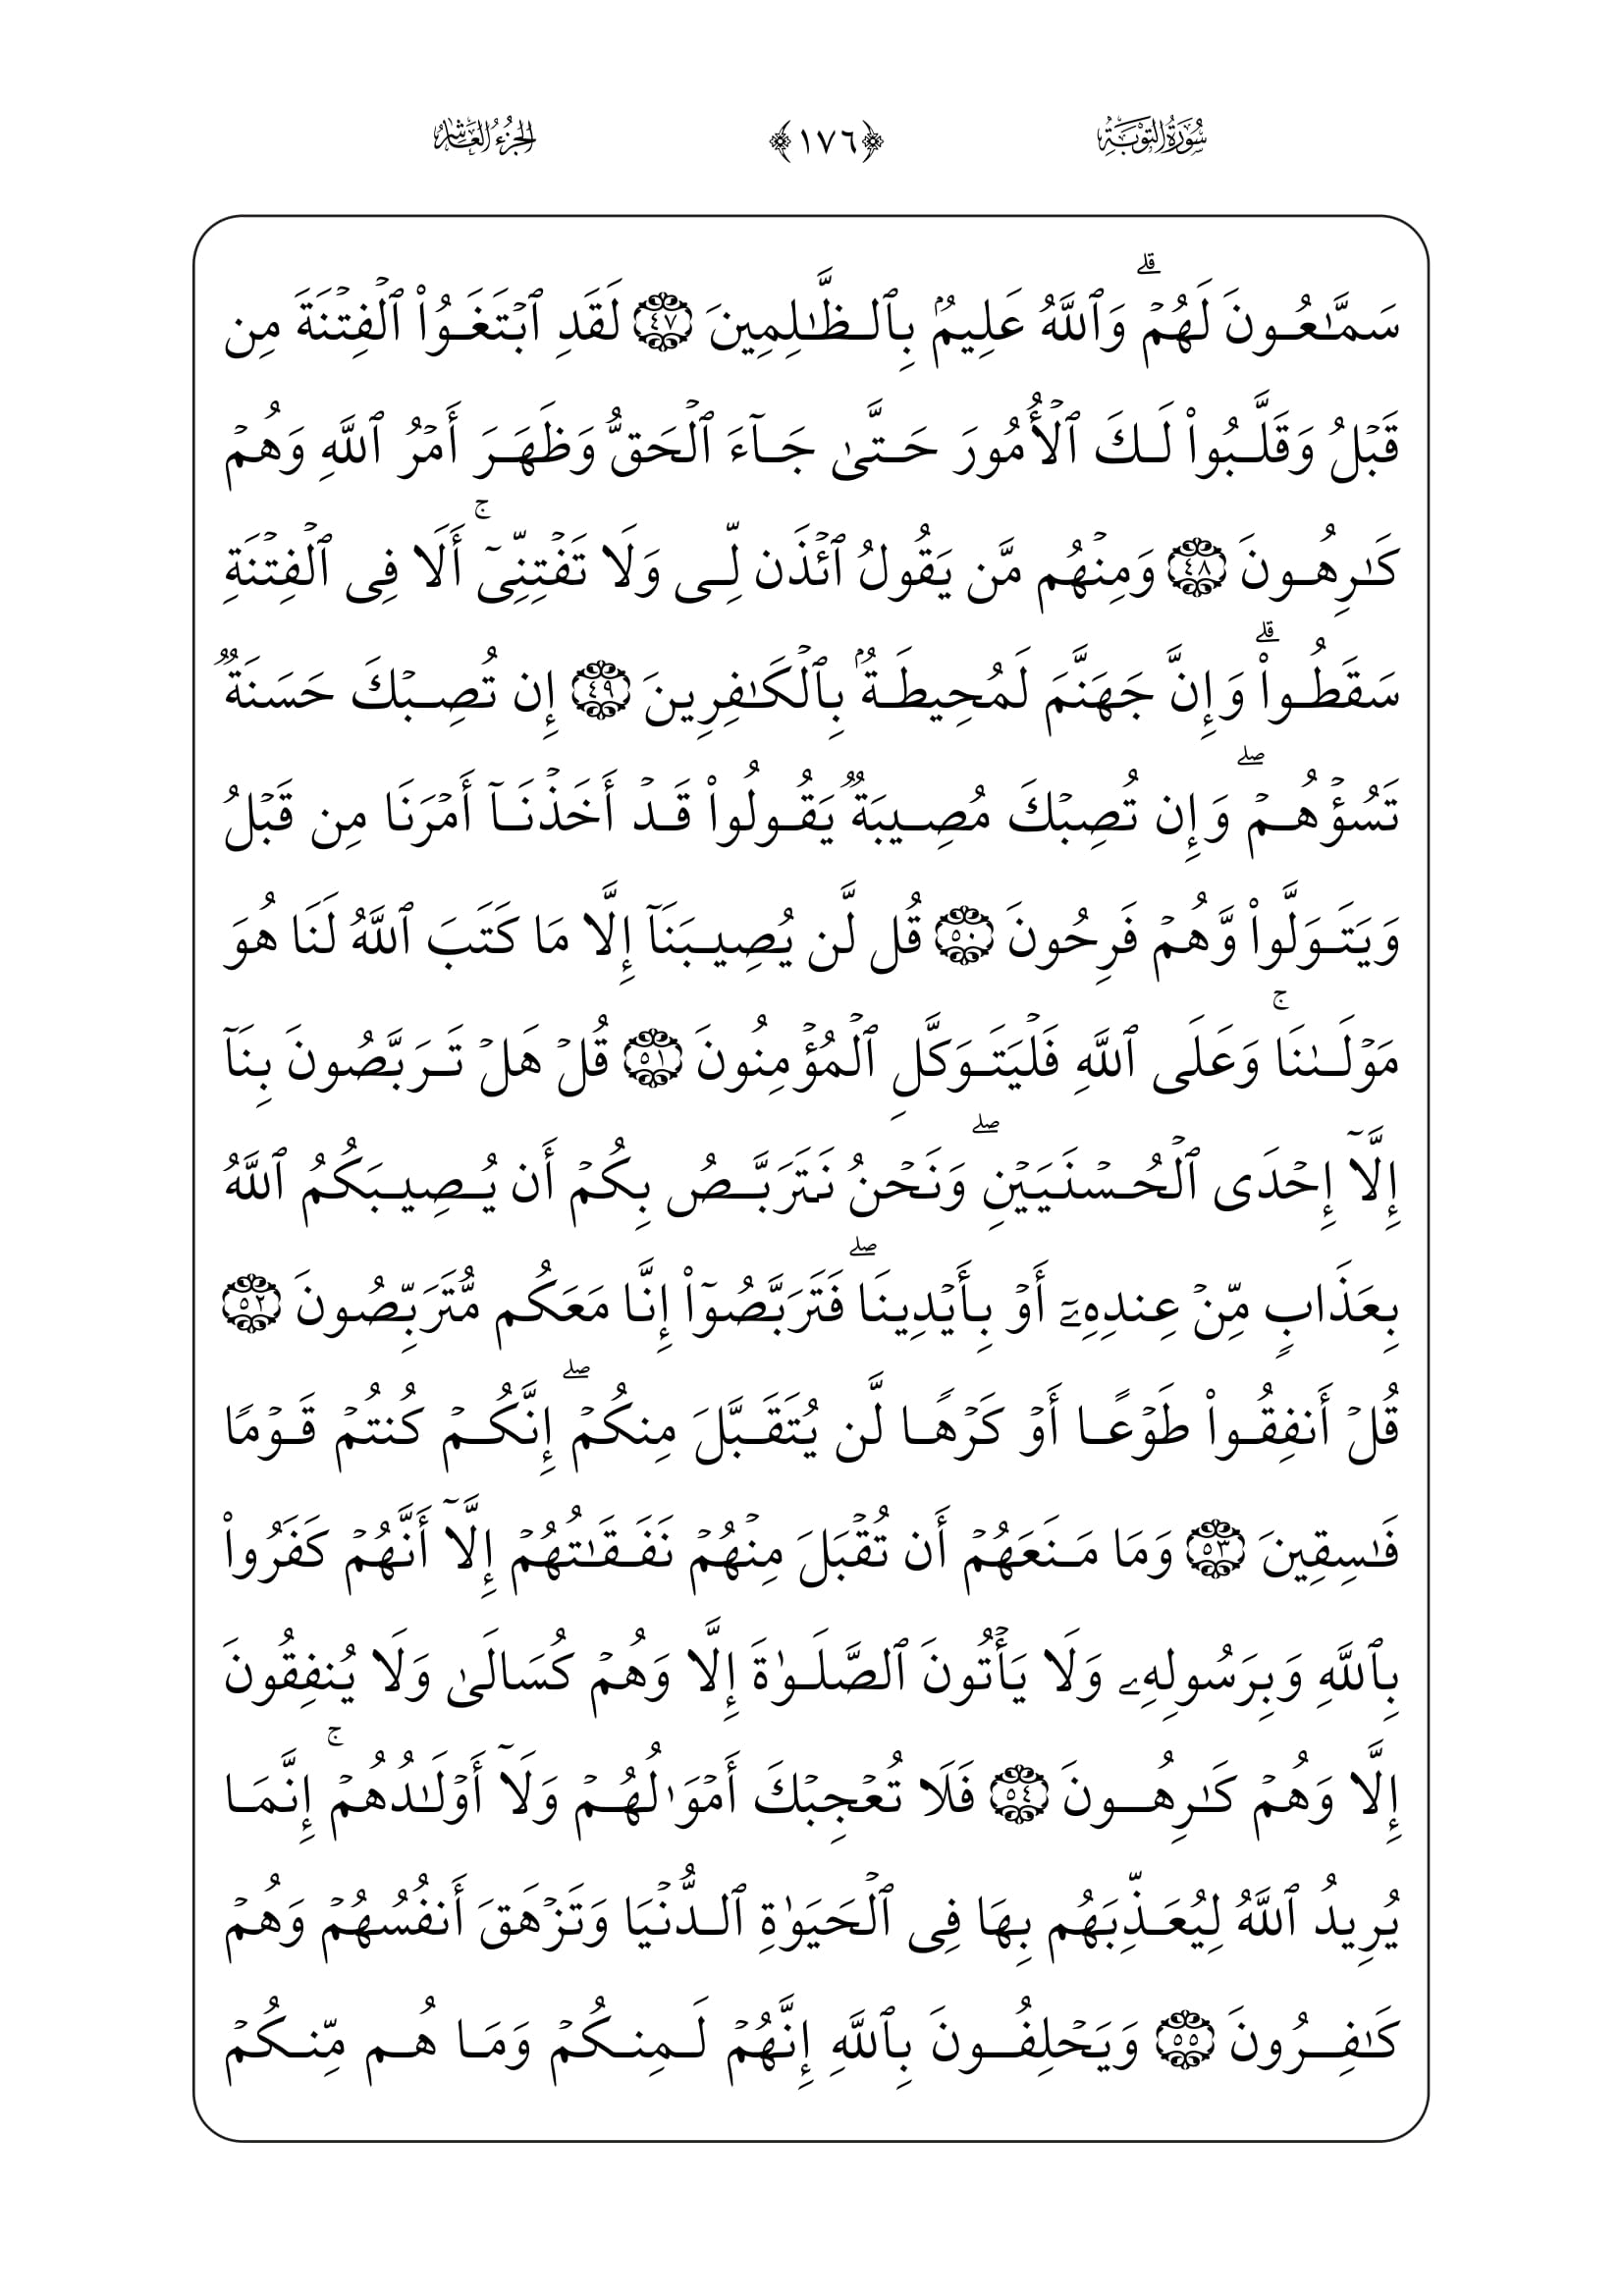 سُورَةُ التَّوْبَةِ ﴿١٧٦﴾ الجُزْءُ العَاشِرُ
سَمَّٰعُونَ لَهُمۡۗ وَٱللَّهُ عَلِيمُۢ بِٱلظَّٰلِمِينَ ٤٧ لَقَدِ ٱبۡتَغَوُاْ ٱلۡفِتۡنَةَ مِن
قَبۡلُ وَقَلَّبُواْ لَكَ ٱلۡأُمُورَ حَتَّىٰ جَآءَ ٱلۡحَقُّ وَظَهَرَ أَمۡرُ ٱللَّهِ وَهُمۡ
كَٰرِهُونَ ٤٨ وَمِنۡهُم مَّن يَقُولُ ٱئۡذَن لِّى وَلَا تَفۡتِنِّىٓۚ أَلَا فِى ٱلۡفِتۡنَةِ
سَقَطُواْۗ وَإِنَّ جَهَنَّمَ لَمُحِيطَةُۢ بِٱلۡكَٰفِرِينَ ٤٩ إِن تُصِبۡكَ حَسَنَةٌ
تَسُؤۡهُمۡۖ وَإِن تُصِبۡكَ مُصِيبَةٌ يَقُولُواْ قَدۡ أَخَذۡنَآ أَمۡرَنَا مِن قَبۡلُ
وَيَتَوَلَّواْ وَّهُمۡ فَرِحُونَ ٥٠ قُل لَّن يُصِيبَنَآ إِلَّا مَا كَتَبَ ٱللَّهُ لَنَا هُوَ
مَوۡلَىٰنَاۚ وَعَلَى ٱللَّهِ فَلۡيَتَوَكَّلِ ٱلۡمُؤۡمِنُونَ ٥١ قُلۡ هَلۡ تَرَبَّصُونَ بِنَآ
إِلَّآ إِحۡدَى ٱلۡحُسۡنَيَيۡنِۖ وَنَحۡنُ نَتَرَبَّصُ بِكُمۡ أَن يُصِيبَكُمُ ٱللَّهُ
بِعَذَابٍ مِّنۡ عِندِهِۦٓ أَوۡ بِأَيۡدِينَاۖ فَتَرَبَّصُوٓاْ إِنَّا مَعَكُم مُّتَرَبِّصُونَ ٥٢
قُلۡ أَنفِقُواْ طَوۡعًا أَوۡ كَرۡهًا لَّن يُتَقَبَّلَ مِنكُمۡۖ إِنَّكُمۡ كُنتُمۡ قَوۡمًا
فَٰسِقِينَ ٥٣ وَمَا مَنَعَهُمۡ أَن تُقۡبَلَ مِنۡهُمۡ نَفَقَٰتُهُمۡ إِلَّآ أَنَّهُمۡ كَفَرُواْ
بِٱللَّهِ وَبِرَسُولِهِۦ وَلَا يَأۡتُونَ ٱلصَّلَوٰةَ إِلَّا وَهُمۡ كُسَالَىٰ وَلَا يُنفِقُونَ
إِلَّا وَهُمۡ كَٰرِهُونَ ٥٤ فَلَا تُعۡجِبۡكَ أَمۡوَٰلُهُمۡ وَلَآ أَوۡلَٰدُهُمۡۚ إِنَّمَا
يُرِيدُ ٱللَّهُ لِيُعَذِّبَهُم بِهَا فِى ٱلۡحَيَوٰةِ ٱلدُّنۡيَا وَتَزۡهَقَ أَنفُسُهُمۡ وَهُمۡ
كَٰفِرُونَ ٥٥ وَيَحۡلِفُونَ بِٱللَّهِ إِنَّهُمۡ لَمِنكُمۡ وَمَا هُم مِّنكُمۡ